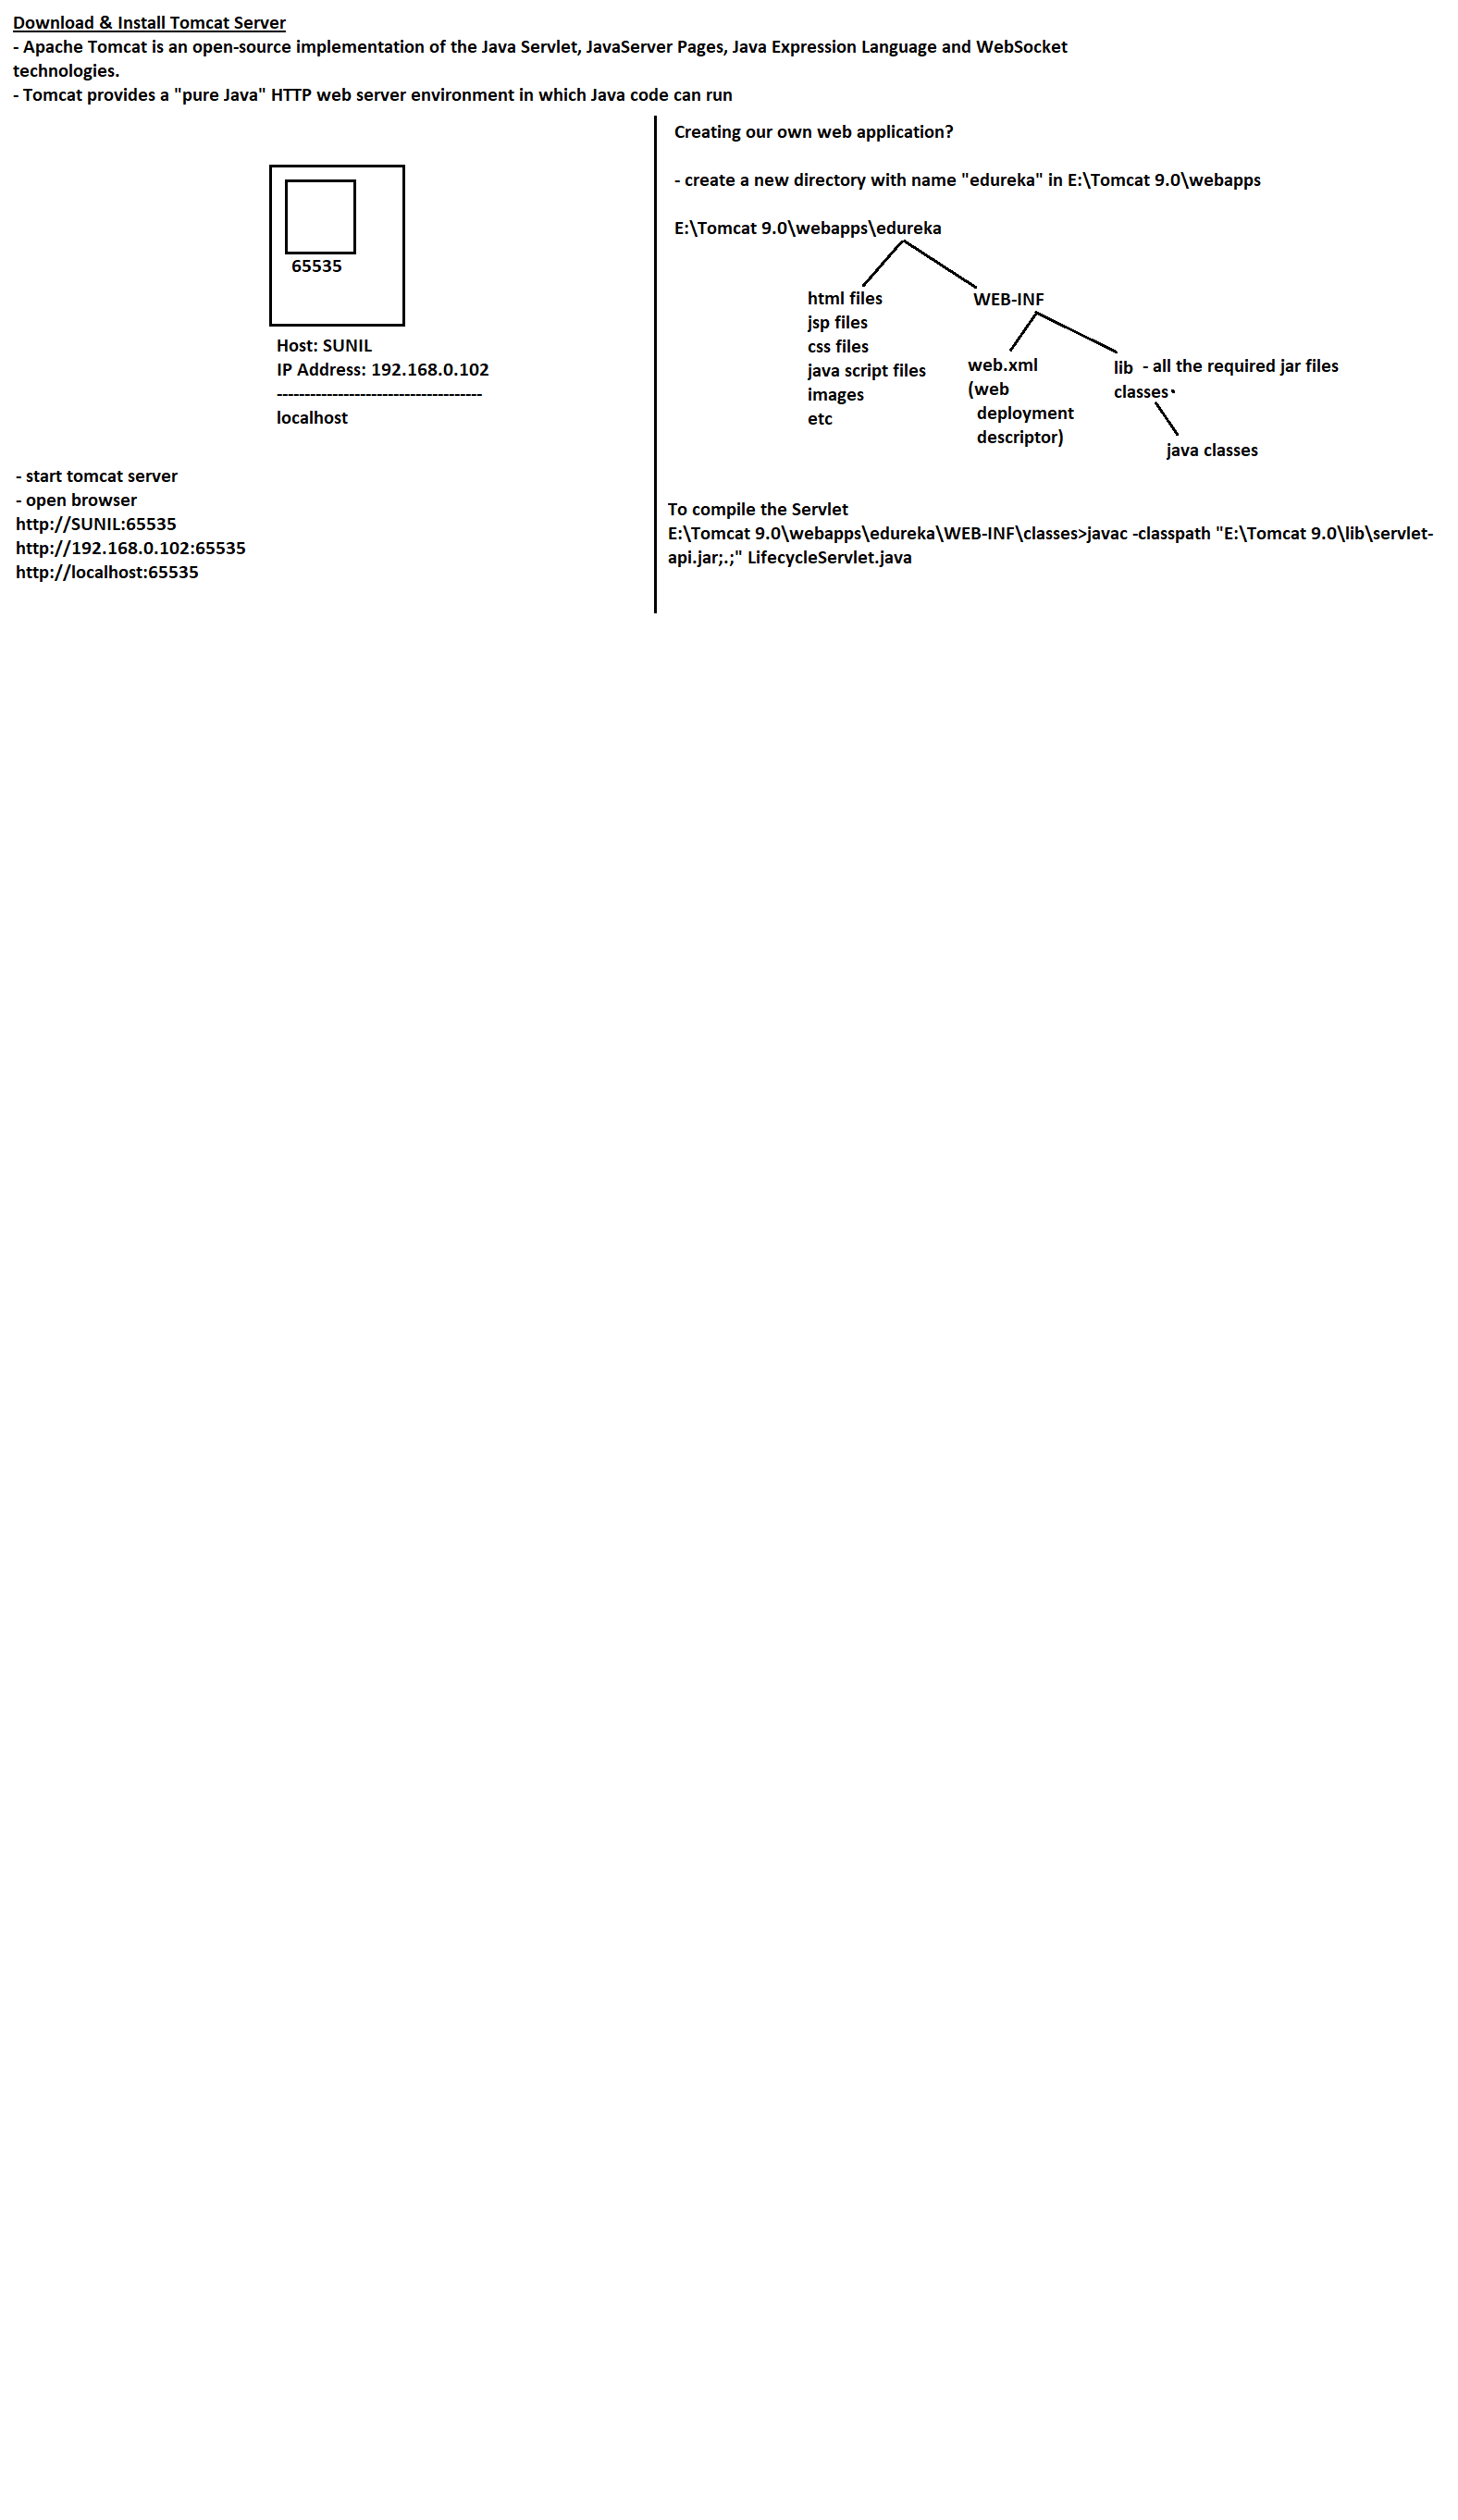 Download & Install Tomcat Server
- Apache Tomcat is an open-source implementation of the Java Servlet, JavaServer Pages, Java Expression Language and WebSocket
technologies.
- Tomcat provides a "pure Java" HTTP web server environment in which Java code can run
65535
Host: SUNIL
IP Address: 192.168.0.102
-------------------------------------
localhost
- start tomcat server
- open browser
http://SUNIL:65535
http://192.168.0.102:65535
http://localhost:65535
Creating our own web application?
- create a new directory with name "edureka" in E:\Tomcat 9.0\webapps
E:\Tomcat 9.0\webapps\edureka
html files
jsp files
css files
java script files
images
etc
WEB-INF
web.xml
(web
deployment
descriptor)
lib - all the required jar files
classes
java classes
To compile the Servlet
E:\Tomcat 9.0\webapps\edureka\WEB-INF\classes>javac -classpath "E:\Tomcat 9.0\lib\servlet-
api.jar;.;" LifecycleServlet.java